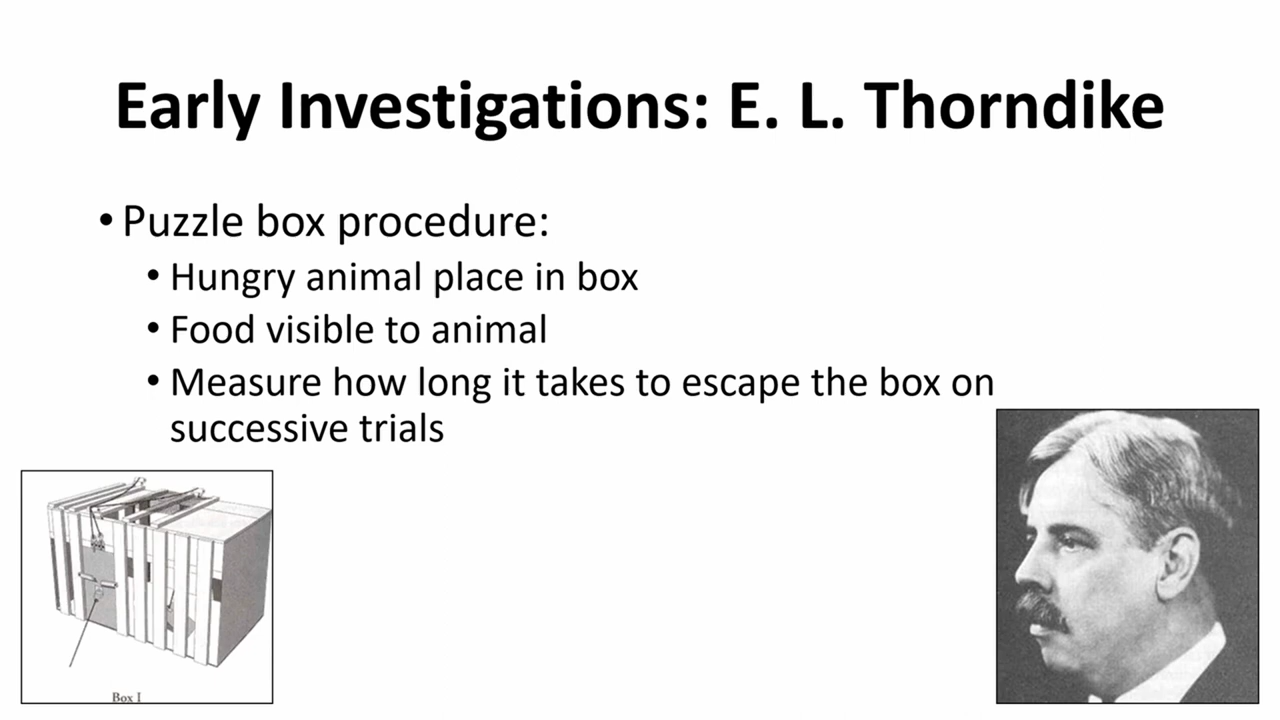 Early Investigations: E. L. Thorndike
• Puzzle box procedure:
• Hungry animal place in box
• Food visible to animal
• Measure how long it takes to escape the box on
successive trials
Box I